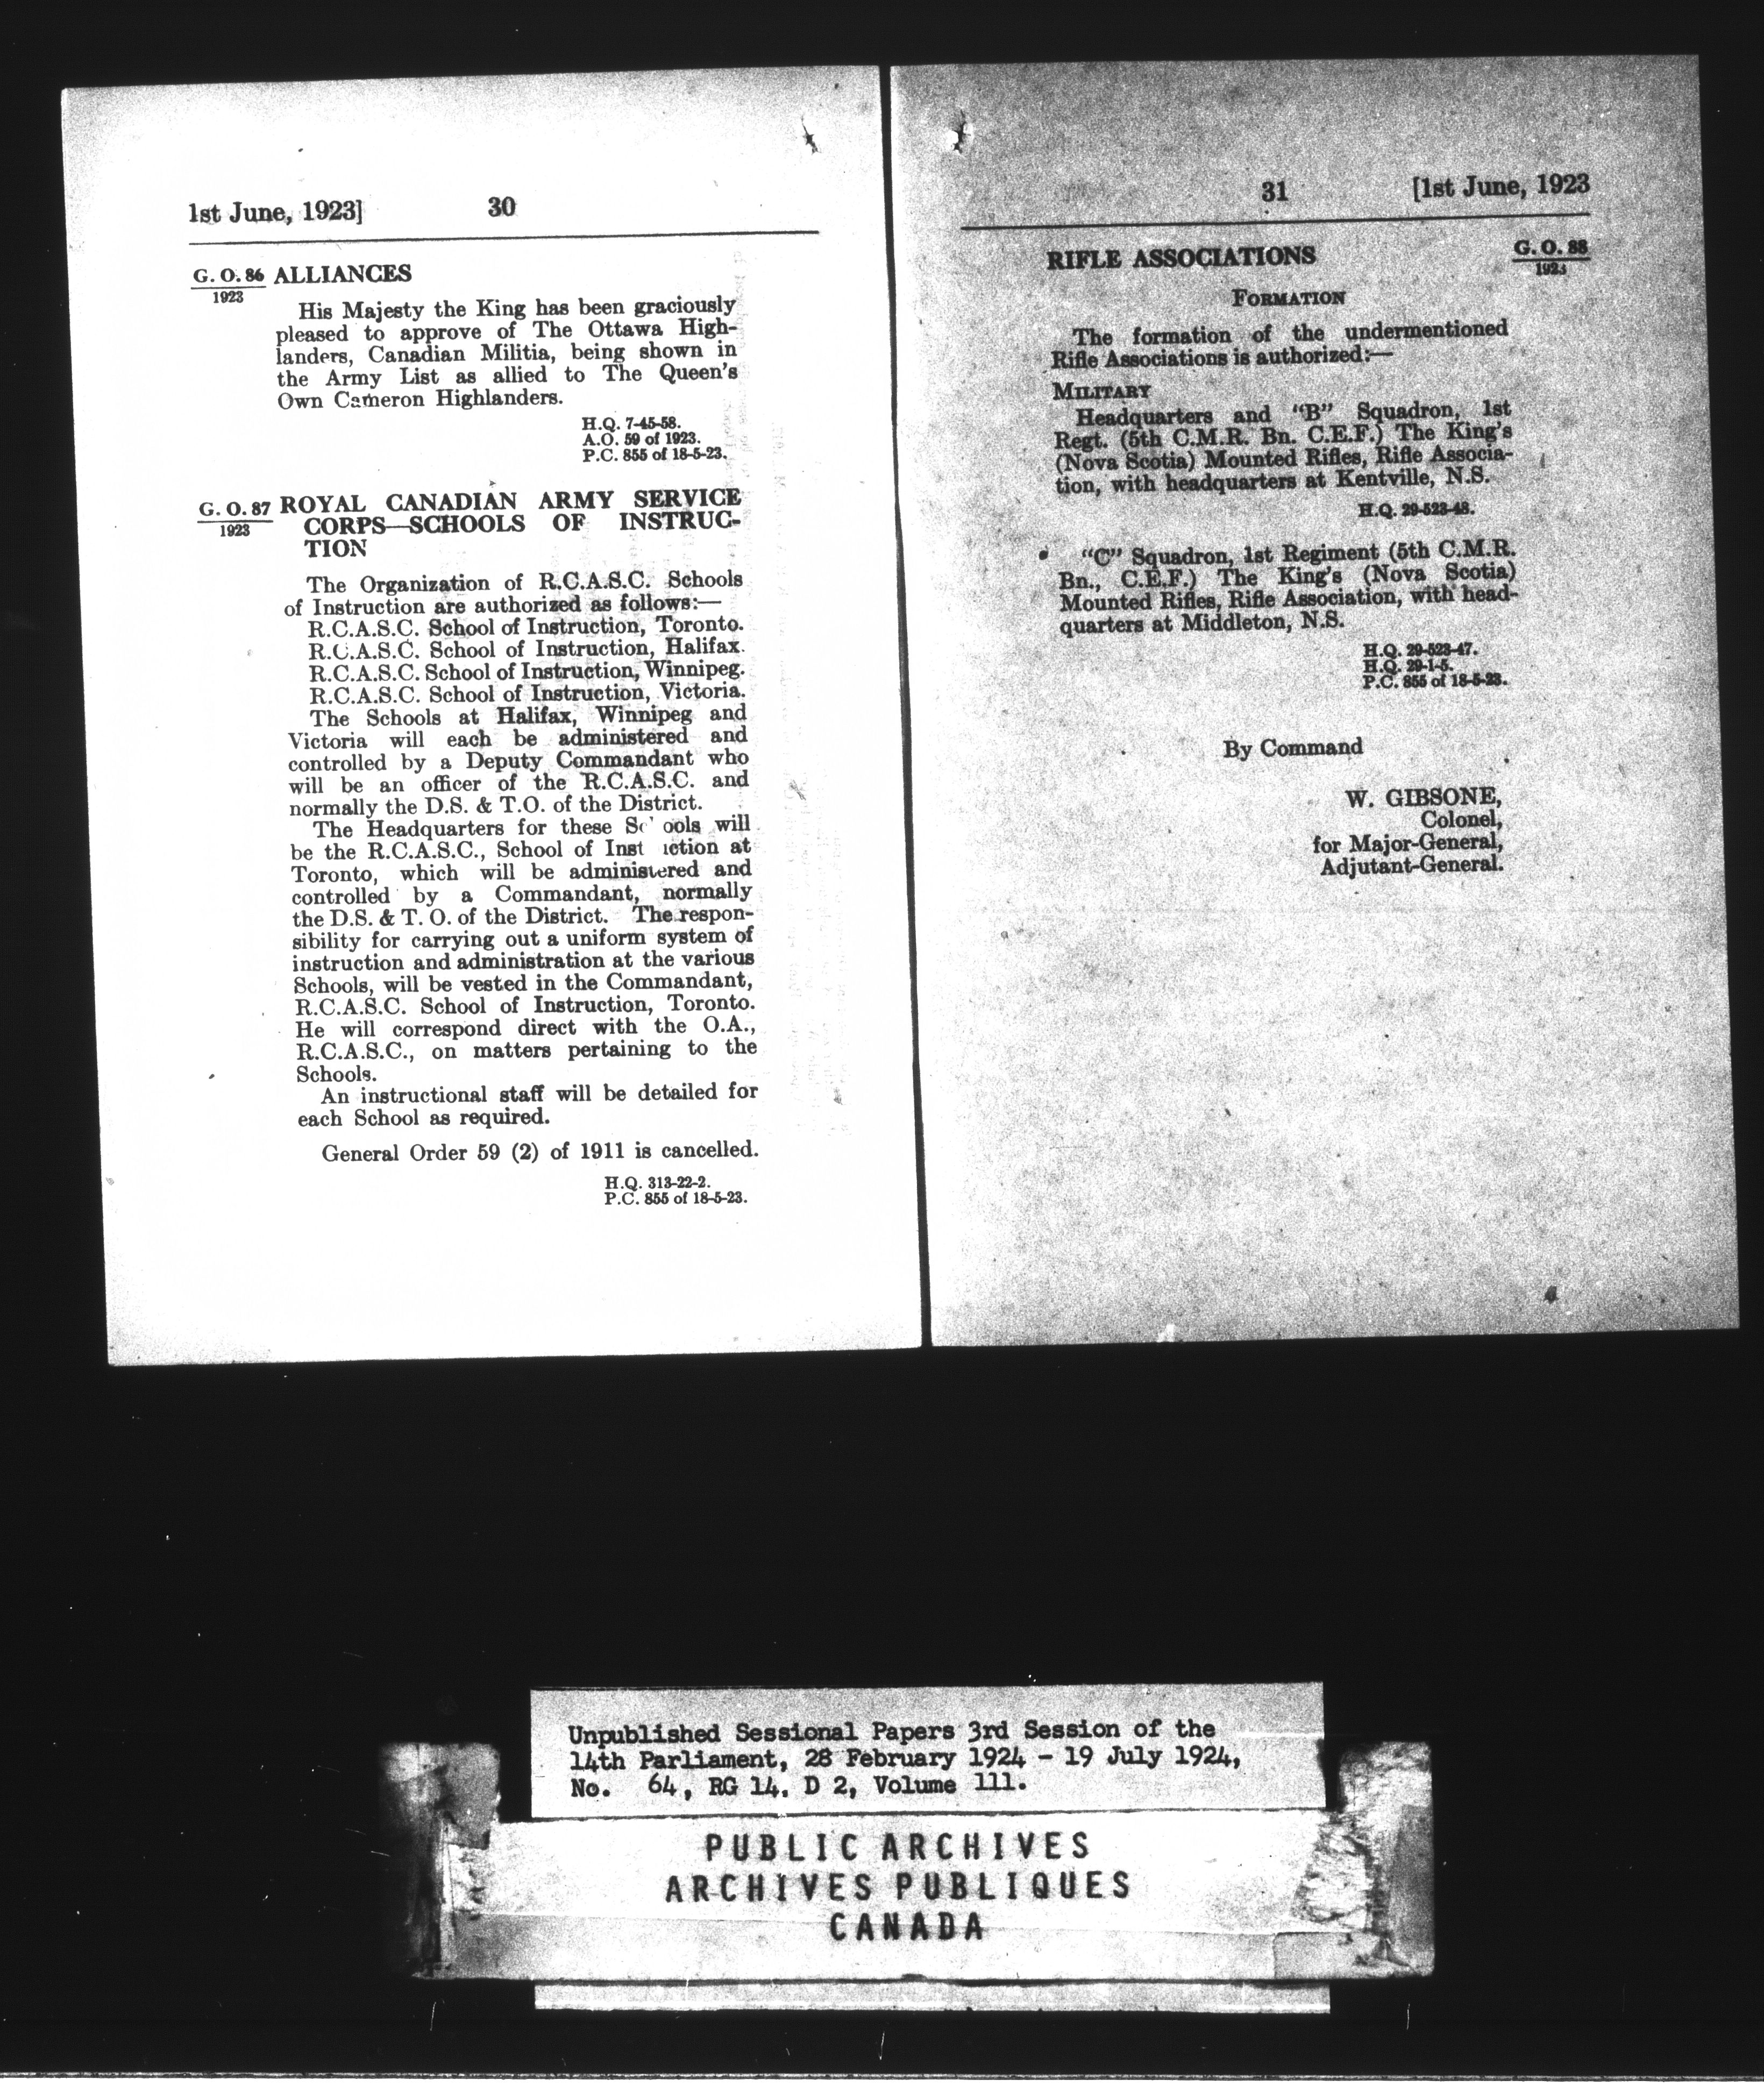 1st June, 1923] 30
G. O. 86 ALLIANCES
1923
His Majesty the King has been graciously
pleased to approve of The Ottawa High-
landers, Canadian Militia, being shown in
the Army List as allied to The Queen's
Own Cameron Highlanders.
H.Q. 7-45-58.
A.O. 59 of 1923.
P.C. 855 of 18-5-23.
G. O. 87 ROYAL CANADIAN ARMY SERVICE
1923 CORPS—SCHOOLS OF INSTRUC-
TION
The Organization of R.C.A.S.C. Schools
of Instruction are authorized as follows:—
R.C.A.S.C. School of Instruction, Toronto.
R.C.A.S.C. School of Instruction, Halifax.
R.C.A.S.C. School of Instruction, Winnipeg.
R.C.A.S.C. School of Instruction, Victoria.
The Schools at Halifax, Winnipeg and
Victoria will each be administered and
controlled by a Deputy Commandant who
will be an officer of the R.C.A.S.C. and
normally the D.S. & T.O. of the District.
The Headquarters for these Schools will
be the R.C.A.S.C., School of Instruction at
Toronto, which will be administered and
controlled by a Commandant, normally
the D.S. & T. O. of the District. The respon-
sibility for carrying out a uniform system of
instruction and administration at the various
Schools, will be vested in the Commandant,
R.C.A.S.C. School of Instruction, Toronto.
He will correspond direct with the O.A.,
R.C.A.S.C., on matters pertaining to the
Schools.
An instructional staff will be detailed for
each School as required.
General Order 59 (2) of 1911 is cancelled.
H.Q. 313-22-2.
P.C. 855 of 18-5-23.
31 [1st June, 1923
RIFLE ASSOCIATIONS G. O. 88
1923
FORMATION
The formation of the undermentioned
Rifle Associations is authorized:—
MILITARY
Headquarters and "B" Squadron, 1st
Regt. (5th C.M.R. Bn. C.E.F.) The King's
(Nova Scotia) Mounted Rifles, Rifle Associa-
tion, with headquarters at Kentville, N.S.
H.Q. 29-523-48.
"C" Squadron, 1st Regiment (5th C.M.R.
Bn., C.E.F.) The King's (Nova Scotia)
Mounted Rifles, Rifle Association, with head-
quarters at Middleton, N.S.
H.Q. 29-523-47.
H.Q. 29-1-5.
P.C. 855 of 18-5-23.
By Command
W. GIBSONE,
Colonel,
for Major-General,
Adjutant-General.
Unpublished Sessional Papers 3rd Session of the
14th Parliament, 28 February 1924 - 19 July 1924,
No. 64, RG 14, D 2, Volume 111.
PUBLIC ARCHIVES
ARCHIVES PUBLIQUES
CANADA